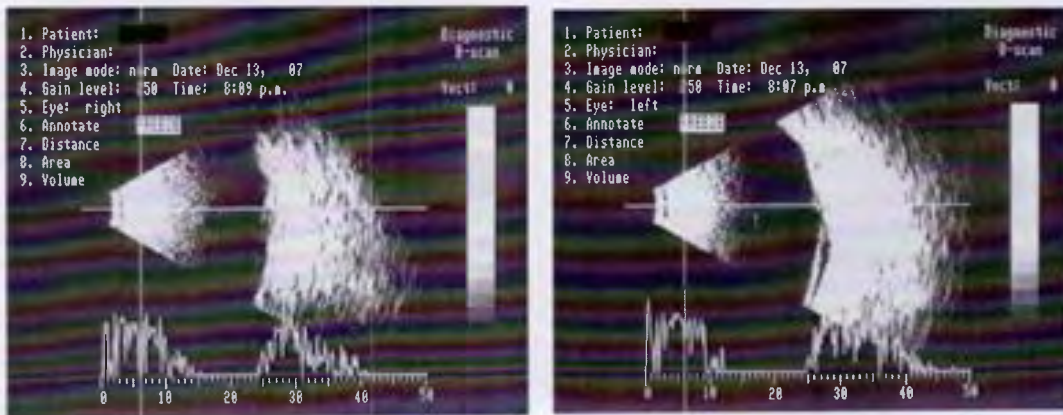 1. Patient:
2. Physician:
3. Image mode: norm Date: Dec 13, 07
4. Gain level: 50 Time: 8:09 p.m.
5. Eye: right
6. Annotate
7. Distance
8. Area
9. Volume
Diagnostic
B-scan
Vect: 0
0 10 20 30 40 50
1. Patient:
2. Physician:
3. Image mode: norm Date: Dec 13, 07
4. Gain level: 50 Time: 8:07 p.m.
5. Eye: left
6. Annotate
7. Distance
8. Area
9. Volume
Diagnostic
B-scan
Vect: 0
0 10 20 30 40 50